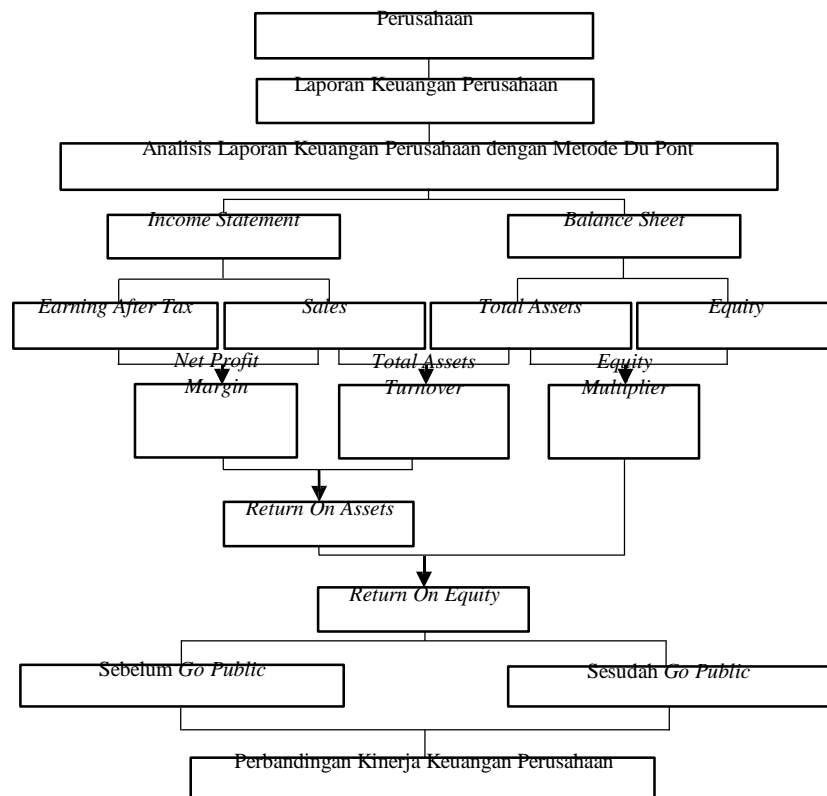 Perusahaan
Laporan Keuangan Perusahaan
Analisis Laporan Keuangan Perusahaan dengan Metode Du Pont
Income Statement
Balance Sheet
Earning After Tax
Sales
Total Assets
Equity
Net Profit
Margin
Total Assets
Turnover
Equity
Multiplier
Return On Assets
Return On Equity
Sebelum Go Public
Sesudah Go Public
Perbandingan Kinerja Keuangan Perusahaan